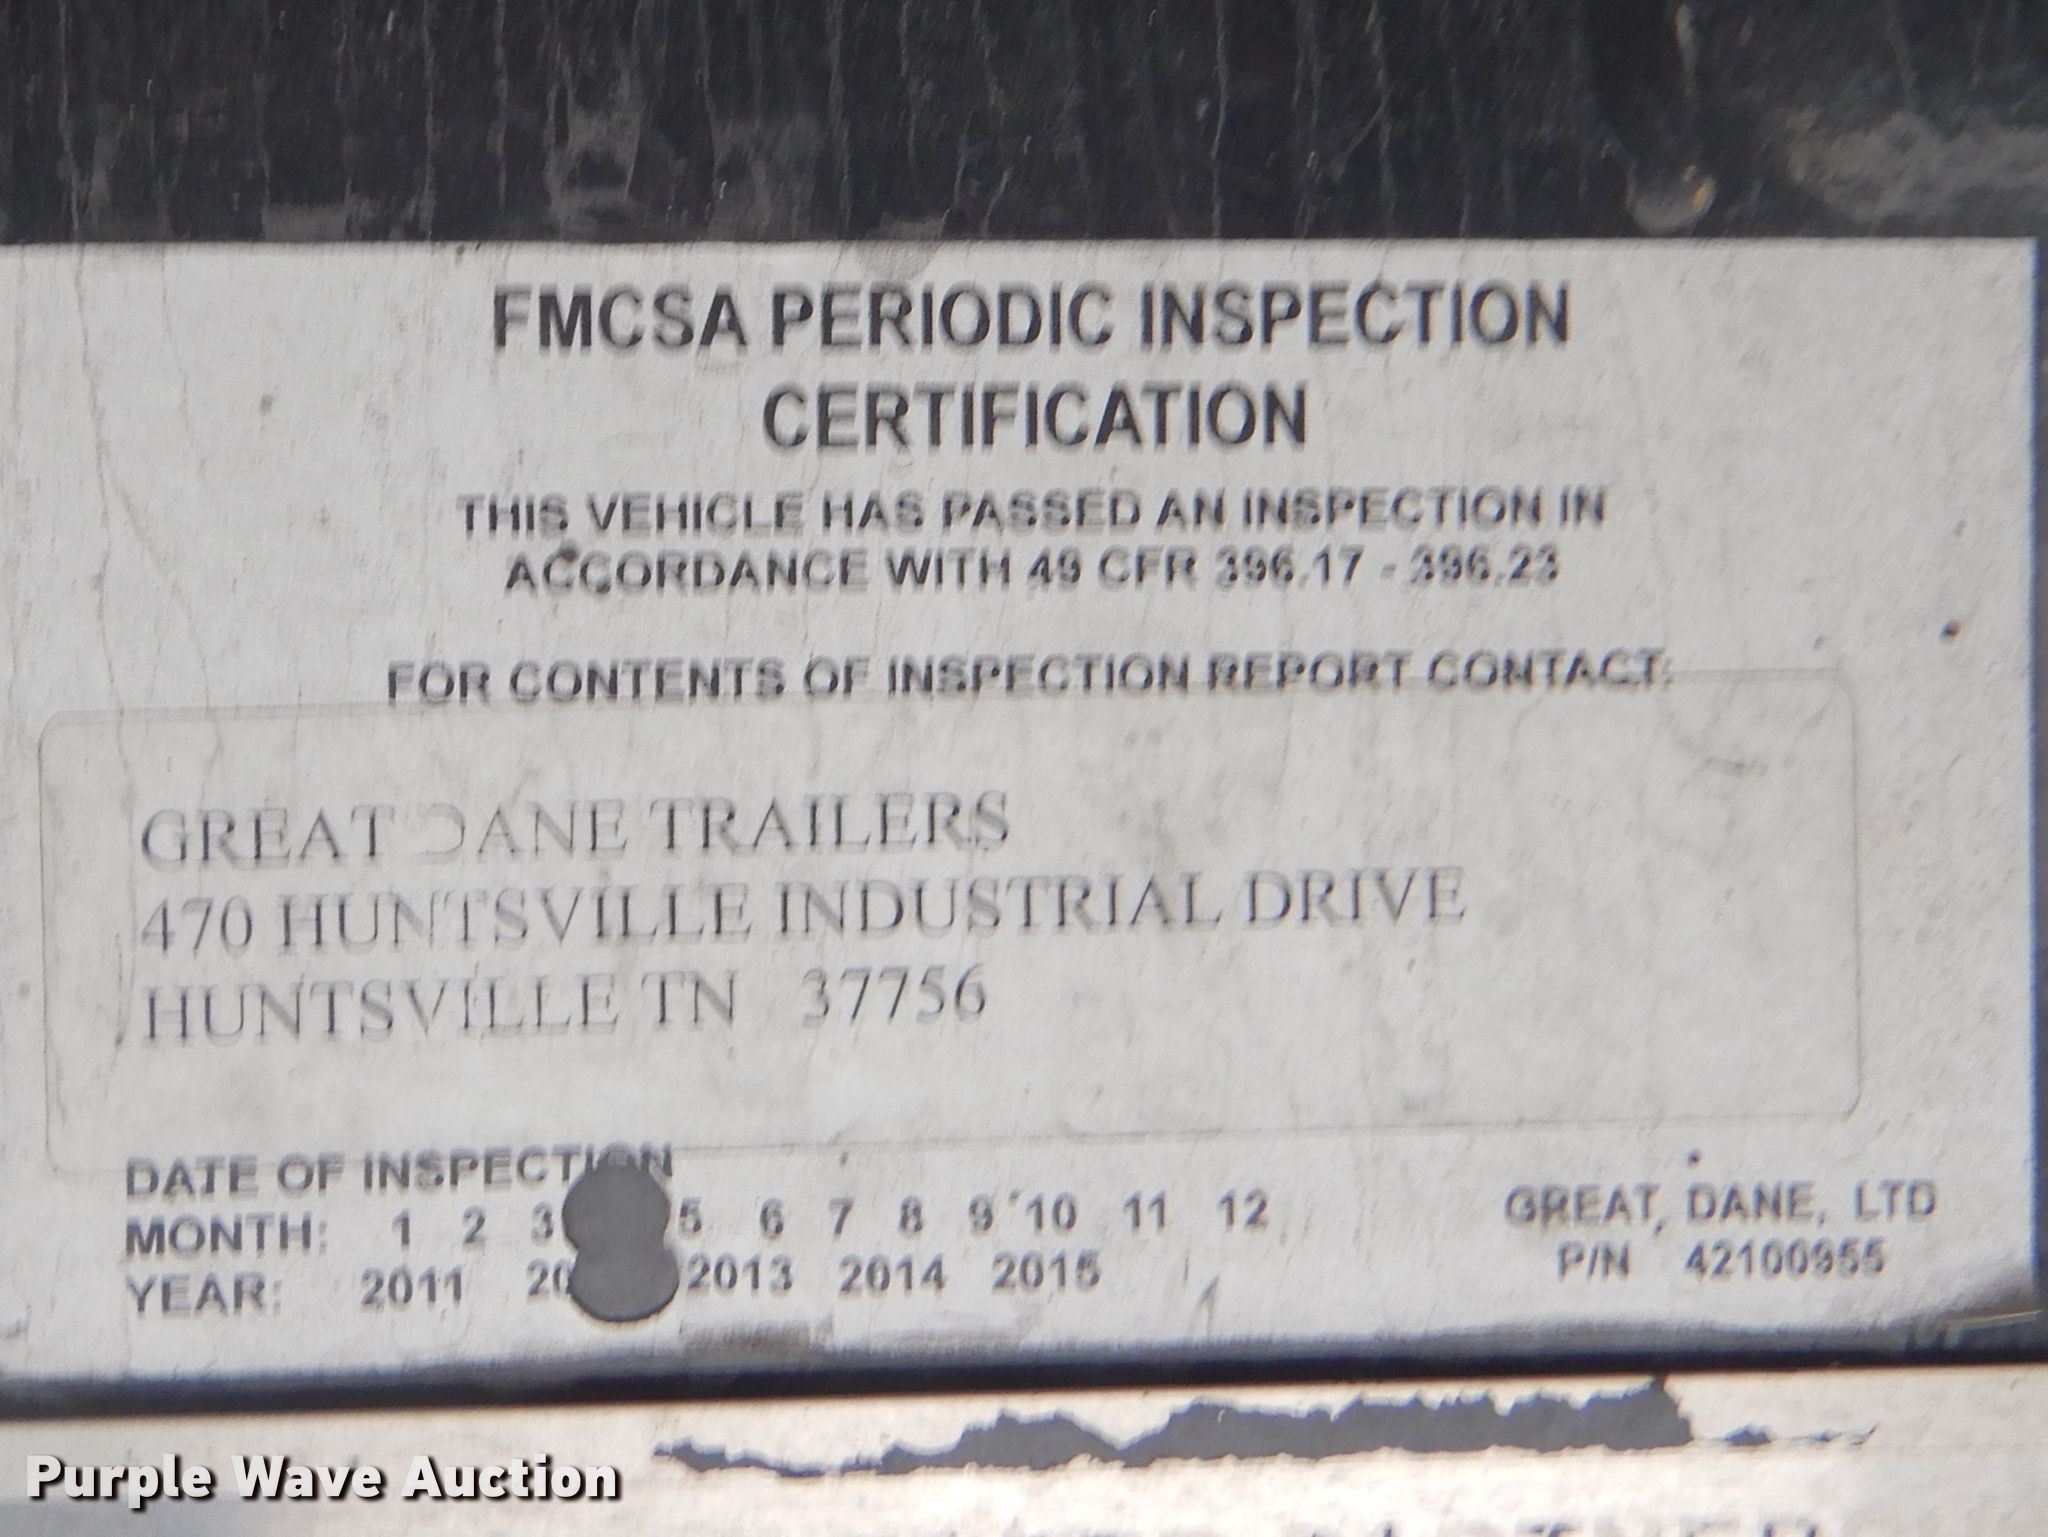 FMCSA PERIODIC INSPECTION
CERTIFICATION
THIS VEHICLE HAS PASSED AN INSPECTION IN
ACCORDANCE WITH 49 CFR 396.17 - 396.23
FOR CONTENTS OF INSPECTION REPORT CONTACT:
GREAT DANE TRAILERS
470 HUNTSVILLE INDUSTRIAL DRIVE
HUNTSVILLE TN 37756
DATE OF INSPECTION
MONTH: 1 2 3 5 6 7 8 9 10 11 12
YEAR: 2011 2013 2014 2015
GREAT DANE, LTD
P/N 42100955
Purple Wave Auction